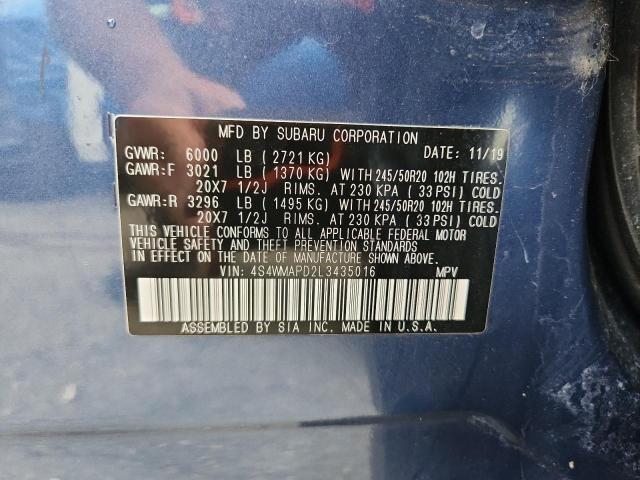 MFD BY SUBARU CORPORATION
GVWR: 6000 LB (2721 KG) DATE: 11/19
GAWR:F 3021 LB (1370 KG) WITH 245/50R20 102H TIRES.
20X7 1/2J RIMS. AT 230 KPA (33 PSI) COLD
GAWR:R 3296 LB (1495 KG) WITH 245/50R20 102H TIRES.
20X7 1/2J RIMS. AT 230 KPA (33 PSI) COLD
THIS VEHICLE CONFORMS TO ALL APPLICABLE FEDERAL MOTOR
VEHICLE SAFETY AND THEFT PREVENTION STANDARDS
IN EFFECT ON THE DATE OF MANUFACTURE SHOWN ABOVE.
VIN: 4S4WMAPD2L3435016 MPV
ASSEMBLED BY SIA INC. MADE IN U.S.A.